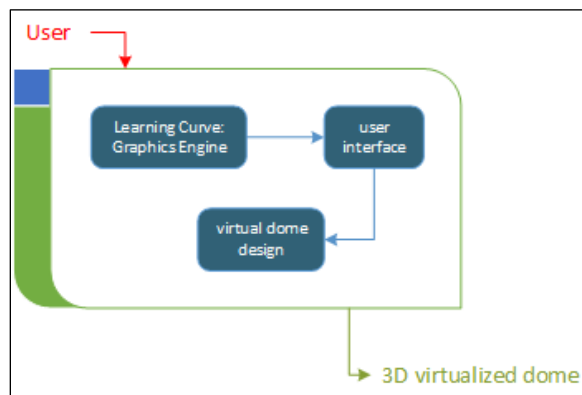 User
Learning Curve:
Graphics Engine
user
interface
virtual dome
design
3D virtualized dome